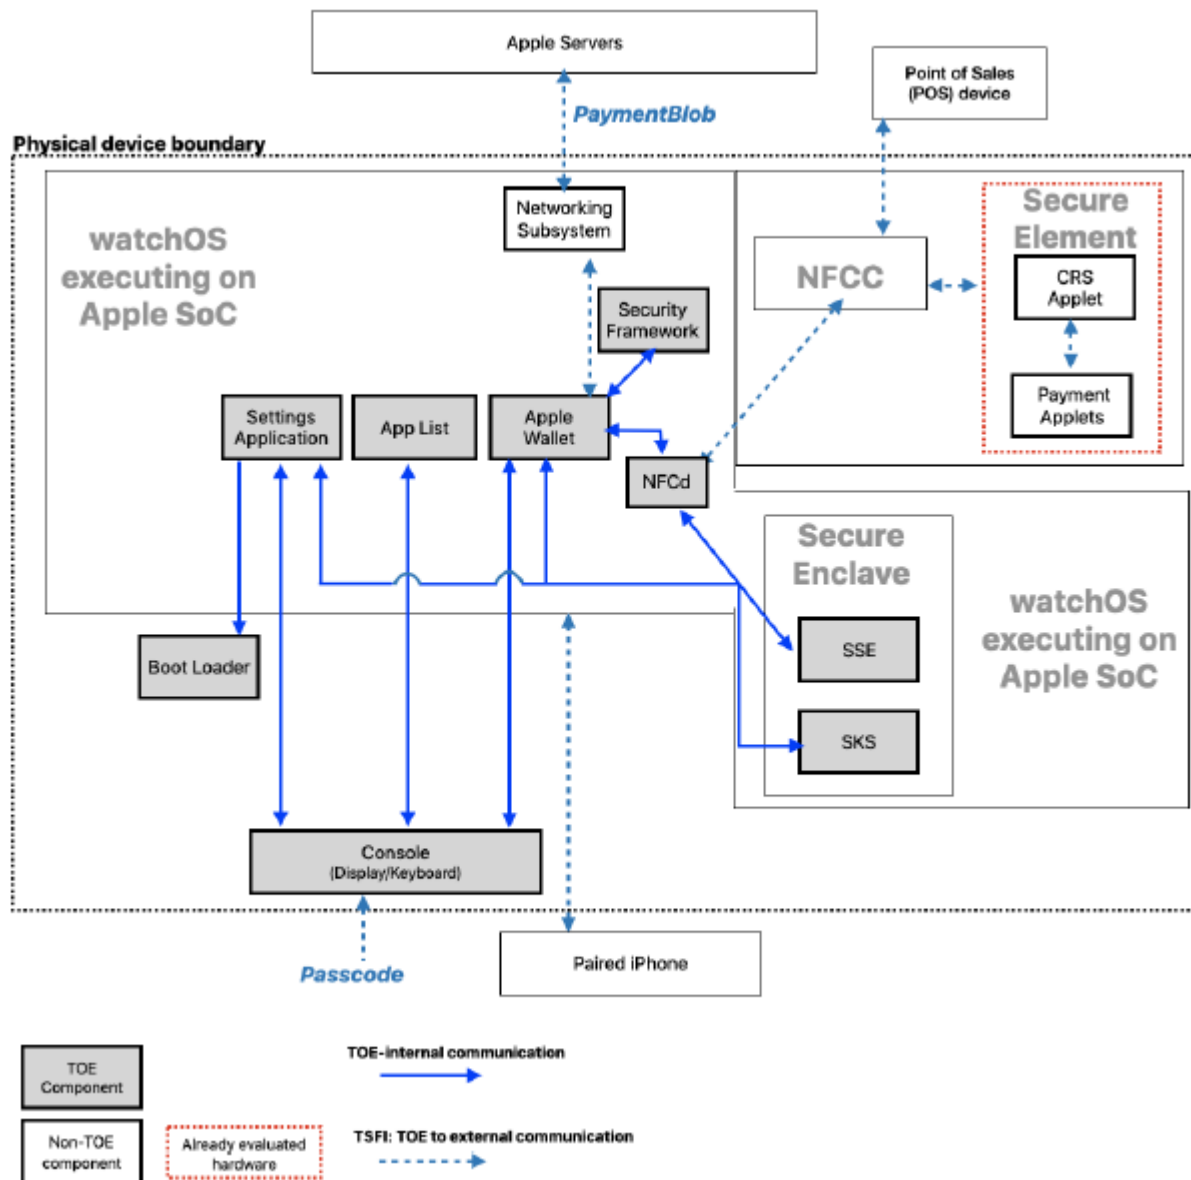 Apple Servers
Point of Sales
(POS) device
PaymentBlob
Physical device boundary
watchOS
executing on
Apple SoC
Networking
Subsystem
Security
Framework
NFCC
Secure
Element
CRS
Applet
Payment
Applets
Settings
Application
App List
Apple
Wallet
NFCd
Secure
Enclave
SSE
SKS
watchOS
executing on
Apple SoC
Boot Loader
Console
(Display/Keyboard)
Passcode
Paired iPhone
TOE
Component
TOE-internal communication
Non-TOE
component
Already evaluated
hardware
TSFI: TOE to external communication